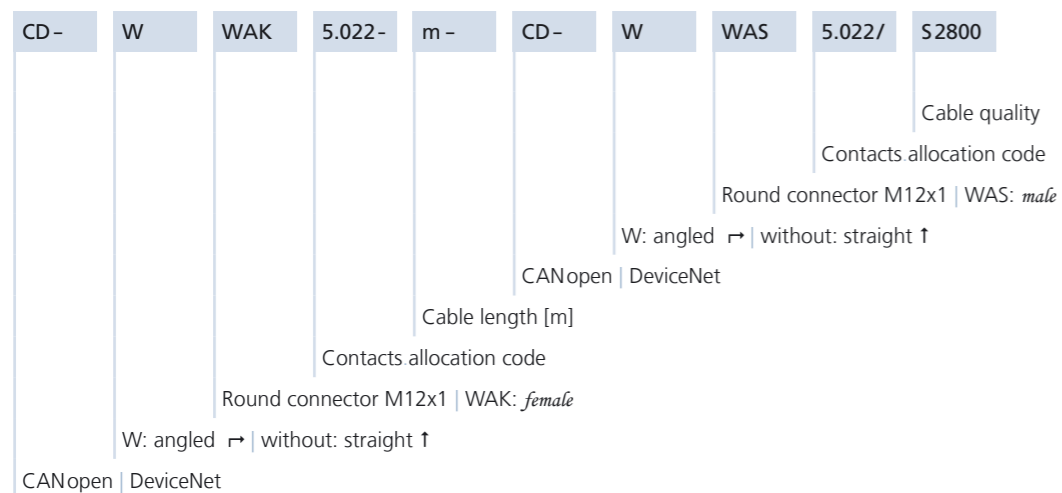 CD– W WAK 5.022- m – CD– W WAS 5.022/ S2800
Cable quality
Contacts.allocation code
Round connector M12x1 | WAS: male
W: angled ↱ | without: straight ↑
CANopen | DeviceNet
Cable length [m]
Contacts.allocation code
Round connector M12x1 | WAK: female
W: angled ↱ | without: straight ↑
CANopen | DeviceNet